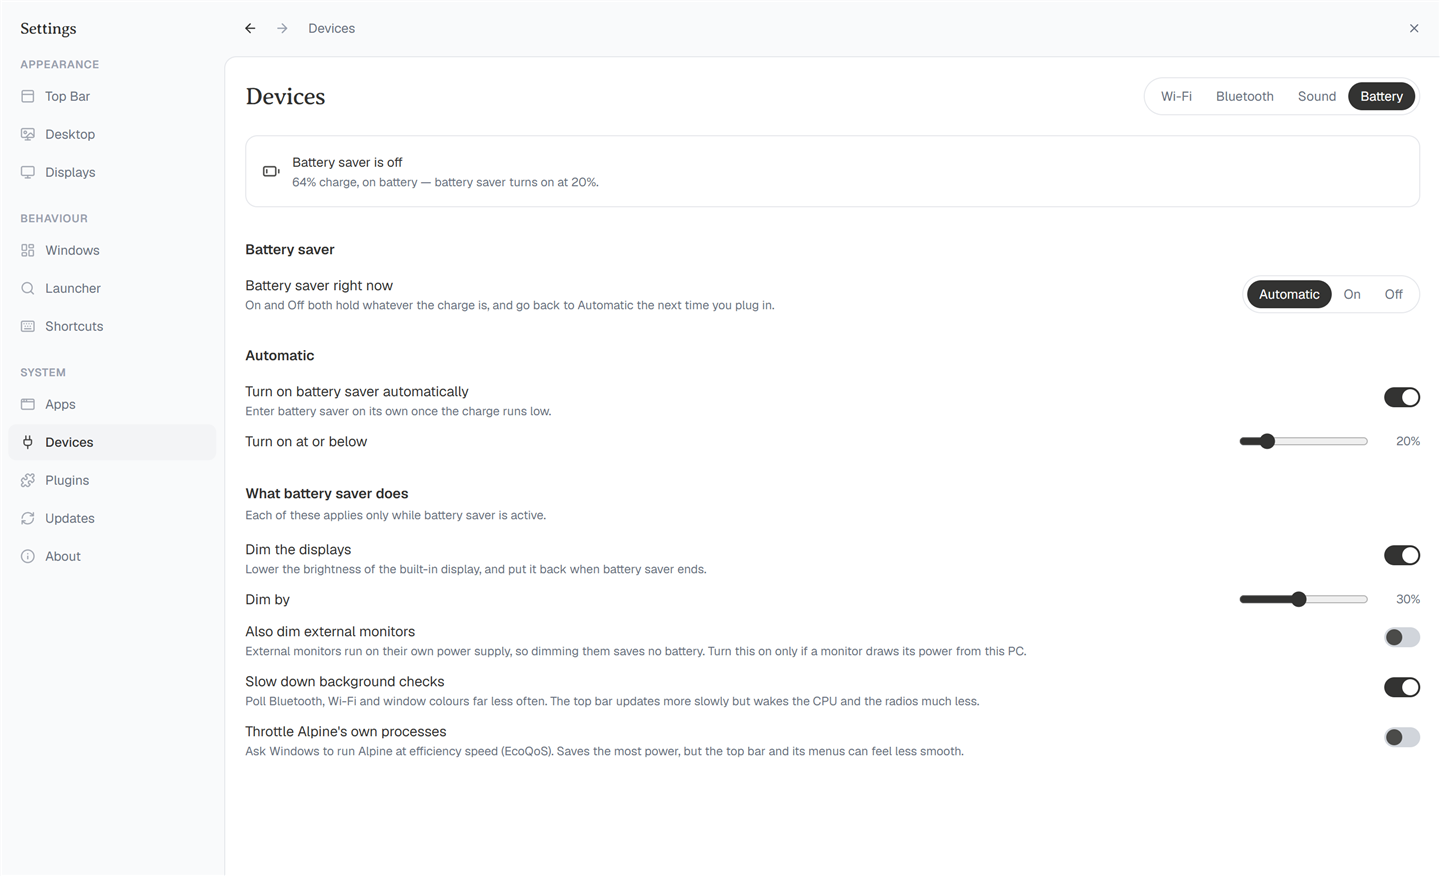 Settings
Devices
APPEARANCE
Top Bar
Desktop
Displays
BEHAVIOUR
Windows
Launcher
Shortcuts
SYSTEM
Apps
Devices
Plugins
Updates
About
Devices
Wi-Fi
Bluetooth
Sound
Battery
Battery saver is off
64% charge, on battery — battery saver turns on at 20%.
Battery saver
Battery saver right now
On and Off both hold whatever the charge is, and go back to Automatic the next time you plug in.
Automatic
On
Off
Automatic
Turn on battery saver automatically
Enter battery saver on its own once the charge runs low.
Turn on at or below
20%
What battery saver does
Each of these applies only while battery saver is active.
Dim the displays
Lower the brightness of the built-in display, and put it back when battery saver ends.
Dim by
30%
Also dim external monitors
External monitors run on their own power supply, so dimming them saves no battery. Turn this on only if a monitor draws its power from this PC.
Slow down background checks
Poll Bluetooth, Wi-Fi and window colours far less often. The top bar updates more slowly but wakes the CPU and the radios much less.
Throttle Alpine's own processes
Ask Windows to run Alpine at efficiency speed (EcoQoS). Saves the most power, but the top bar and its menus can feel less smooth.